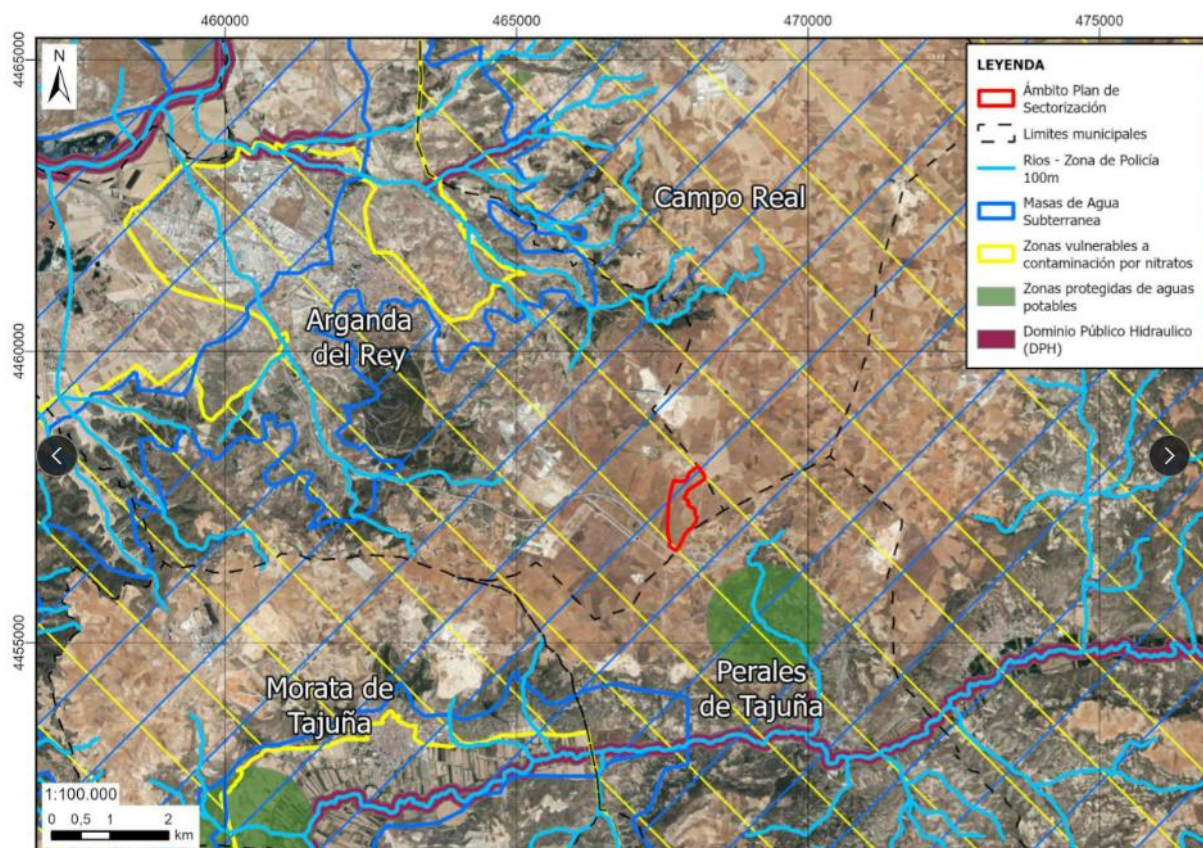 460000
465000
470000
475000
4465000
4460000
4455000
N
LEYENDA
Ámbito Plan de
Sectorización
Limites municipales
Rios - Zona de Policía
100m
Masas de Agua
Subterranea
Zonas vulnerables a
contaminación por nitratos
Zonas protegidas de aguas
potables
Dominio Público Hidraulico
(DPH)
Campo Real
Arganda
del Rey
Morata de
Tajuña
Perales
de Tajuña
1:100.000
0 0,5 1 2
km